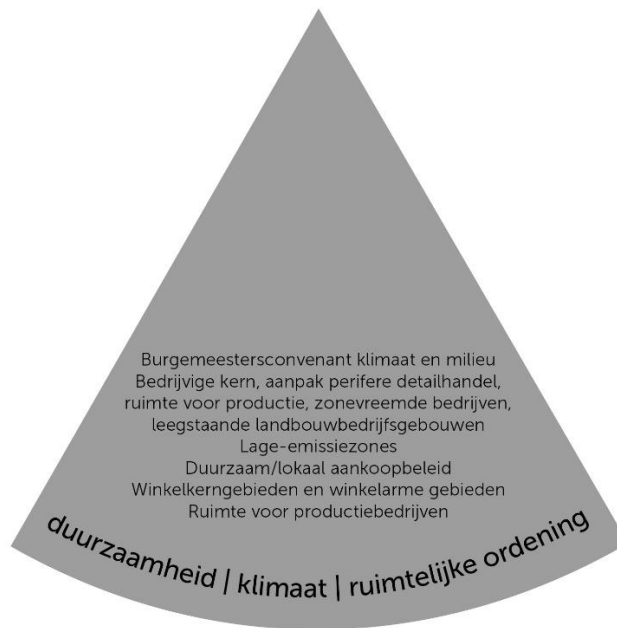 Burgemeestersconvenant klimaat en milieu
Bedrijvige kern, aanpak perifere detailhandel,
ruimte voor productie, zonevreemde bedrijven,
leegstaande landbouwbedrijfsgebouwen
Lage-emissiezones
Duurzaam/lokaal aankoopbeleid
Winkelkerngebieden en winkelarme gebieden
Ruimte voor productiebedrijven
duurzaamheid | klimaat | ruimtelijke ordening